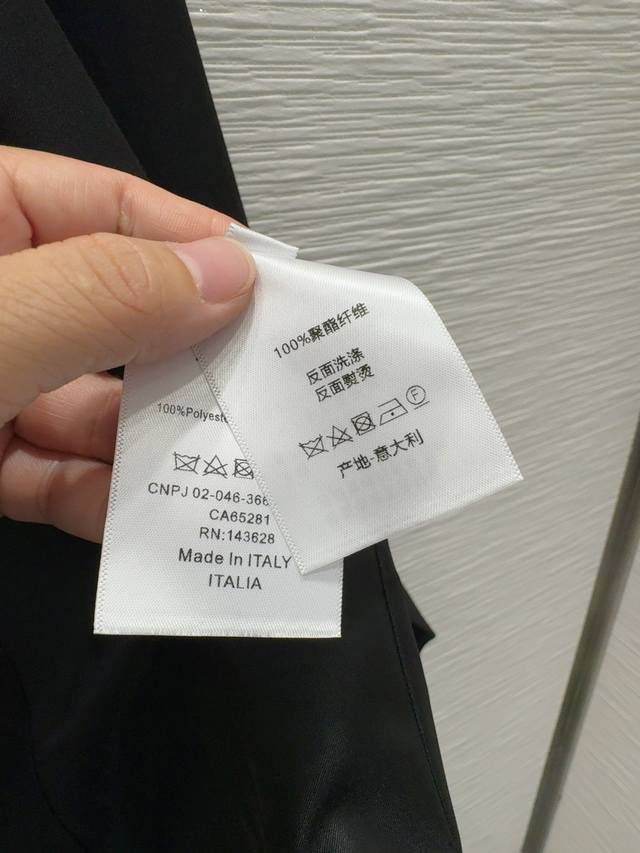 100%聚酯纤维
反面洗涤
反面熨烫
F
产地-意大利
100%Polyest
CNPJ 02-046-366
CA65281
RN:143628
Made In ITALY
ITALIA